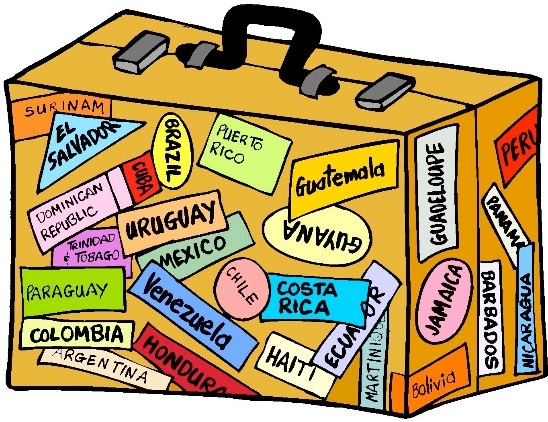 SURINAM
EL
SALVADOR
BRAZIL
PUERTO
RICO
CUBA
Guatemala
DOMINICAN
REPUBLIC
URUGUAY
GUYANA
TRINIDAD
& TOBAGO
MEXICO
PARAGUAY
Venezuela
CHILE
COSTA
RICA
ECUADOR
COLOMBIA
ARGENTINA
HONDURA
HAITI
MARTINIQU
GUADELOUPE
PERU
PANAM
JAMAICA
BARBADOS
NICARAGUA
Bolivia